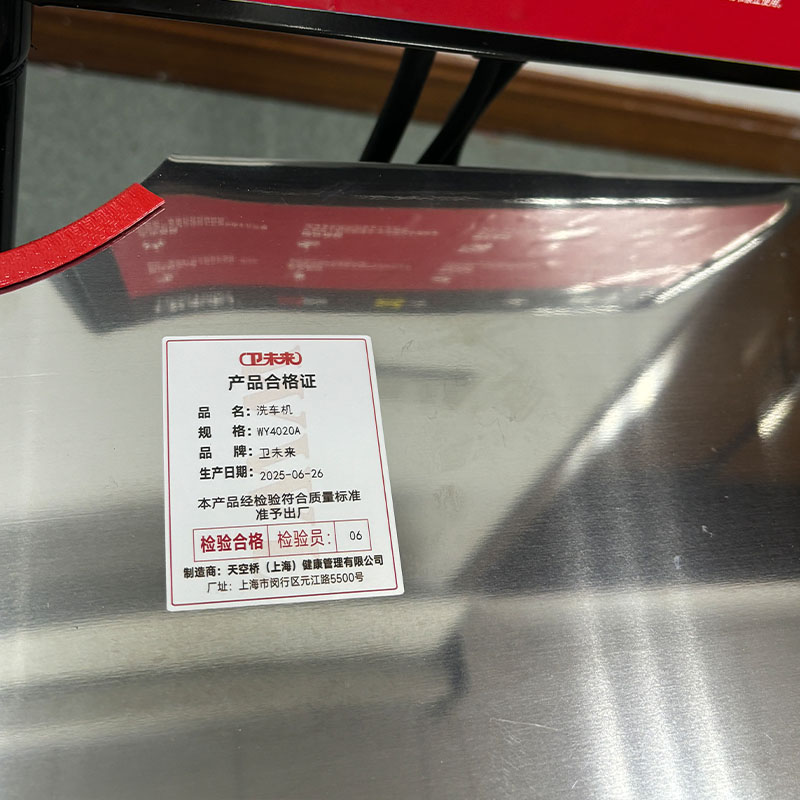 卫未来
产品合格证
品 名：洗车机
规 格：WY4020A
品 牌：卫未来
生产日期：2025-06-26
本产品经检验符合质量标准
准予出厂
检验合格 检验员： 06
制造商：天空桥（上海）健康管理有限公司
厂址：上海市闵行区元江路5500号